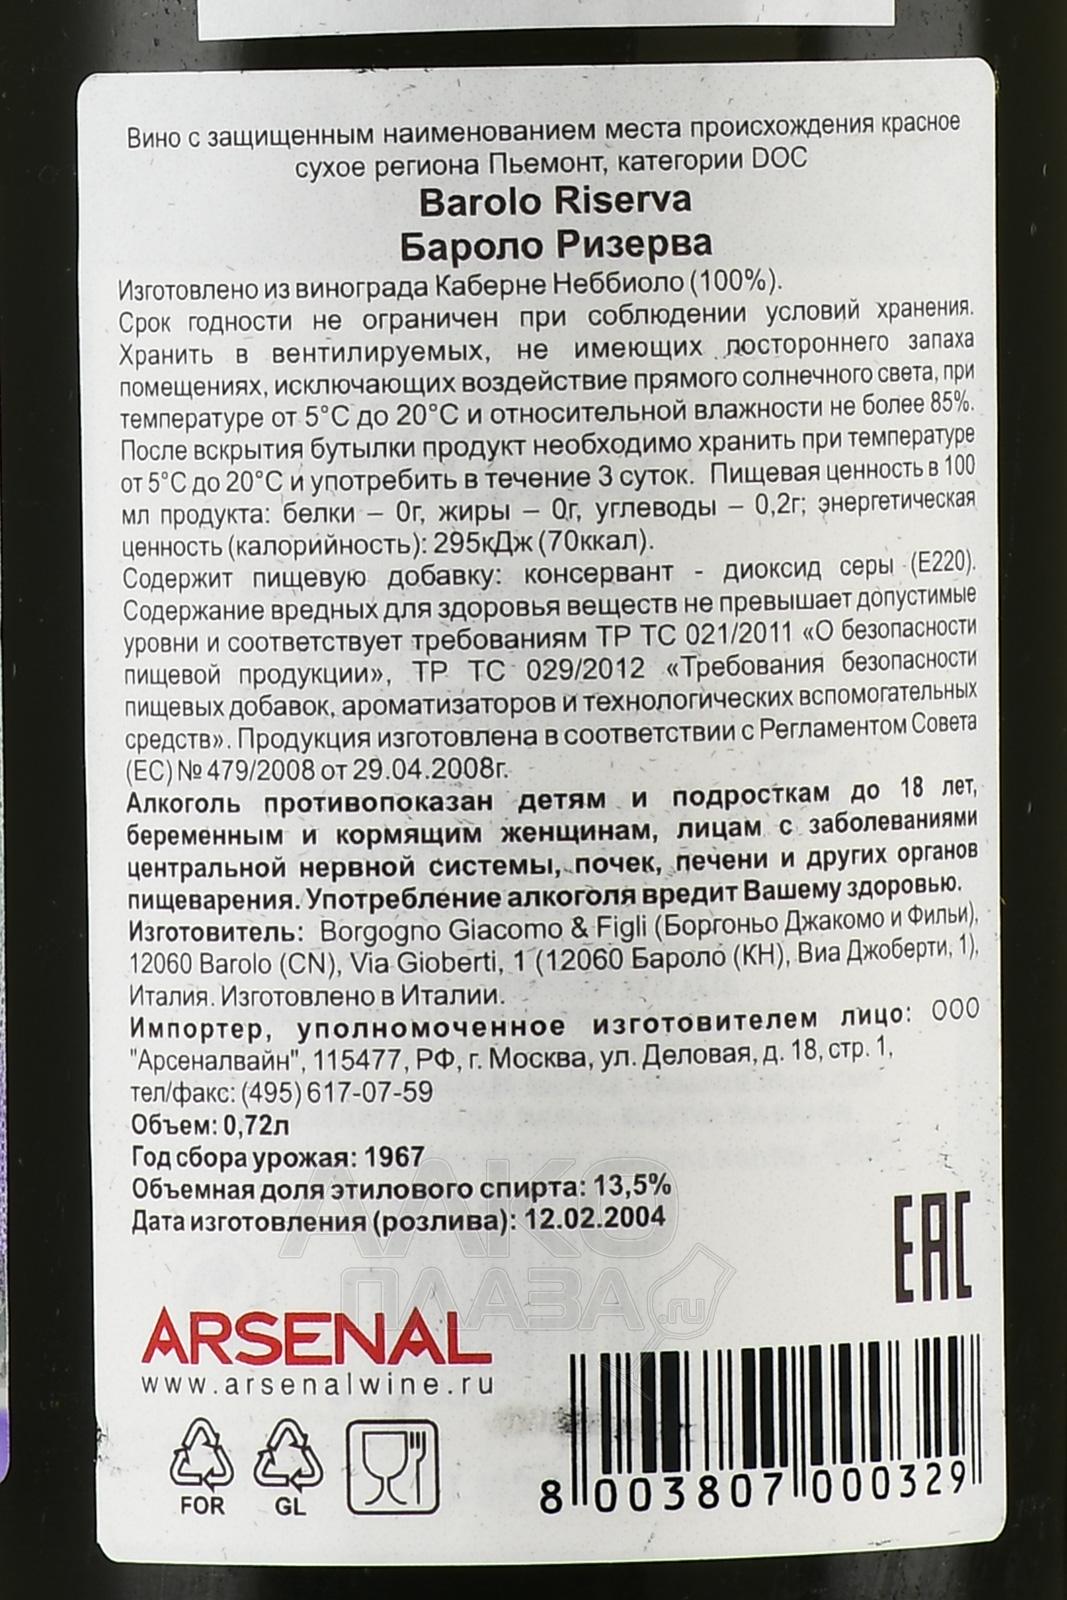 Вино с защищенным наименованием места происхождения красное
сухое региона Пьемонт, категории DOC
Barolo Riserva
Бароло Ризерва
Изготовлено из винограда Каберне Неббиоло (100%).
Срок годности не ограничен при соблюдении условий хранения.
Хранить в вентилируемых, не имеющих постороннего запаха
помещениях, исключающих воздействие прямого солнечного света, при
температуре от 5°C до 20°C и относительной влажности не более 85%.
После вскрытия бутылки продукт необходимо хранить при температуре
от 5°C до 20°C и употребить в течение 3 суток. Пищевая ценность в 100
мл продукта: белки – 0г, жиры – 0г, углеводы – 0,2г; энергетическая
ценность (калорийность): 295кДж (70ккал).
Содержит пищевую добавку: консервант - диоксид серы (Е220).
Содержание вредных для здоровья веществ не превышает допустимые
уровни и соответствует требованиям ТР ТС 021/2011 «О безопасности
пищевой продукции», ТР ТС 029/2012 «Требования безопасности
пищевых добавок, ароматизаторов и технологических вспомогательных
средств». Продукция изготовлена в соответствии с Регламентом Совета
(ЕС) № 479/2008 от 29.04.2008г.
Алкоголь противопоказан детям и подросткам до 18 лет,
беременным и кормящим женщинам, лицам с заболеваниями
центральной нервной системы, почек, печени и других органов
пищеварения. Употребление алкоголя вредит Вашему здоровью.
Изготовитель: Borgogno Giacomo & Figli (Боргоньо Джакомо и Фильи),
12060 Barolo (CN), Via Gioberti, 1 (12060 Бароло (КН), Виа Джоберти, 1),
Италия. Изготовлено в Италии.
Импортер, уполномоченное изготовителем лицо: ООО
"Арсеналвайн", 115477, РФ, г. Москва, ул. Деловая, д. 18, стр. 1,
тел/факс: (495) 617-07-59
Объем: 0,72л
Год сбора урожая: 1967
Объемная доля этилового спирта: 13,5%
Дата изготовления (розлива): 12.02.2004
EAC
АЛКО
ПЛАЗА.ru
ARSENAL
www.arsenalwine.ru
FOR GL
8 003807 000329